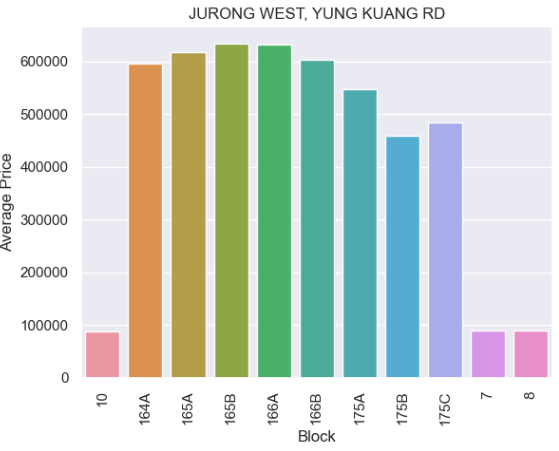 JURONG WEST, YUNG KUANG RD
Average Price
600000
500000
400000
300000
200000
100000
0
10
164A
165A
165B
166A
166B
175A
175B
175C
7
8
Block